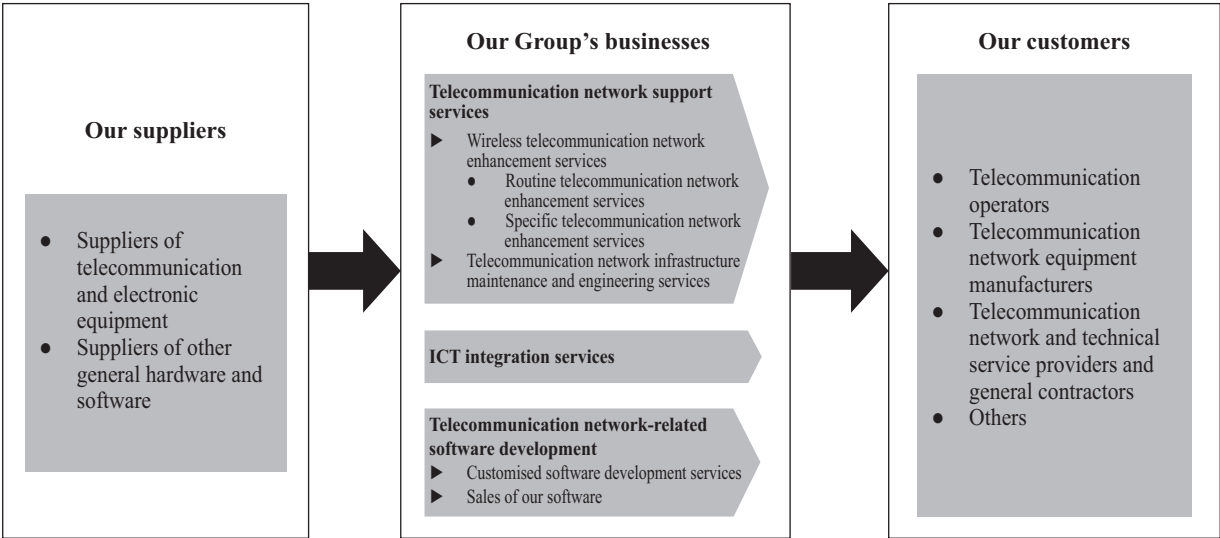 Our suppliers
● Suppliers of
telecommunication
and electronic
equipment
● Suppliers of other
general hardware and
software
Our Group’s businesses
Telecommunication network support
services
▶ Wireless telecommunication network
enhancement services
● Routine telecommunication network
enhancement services
● Specific telecommunication network
enhancement services
▶ Telecommunication network infrastructure
maintenance and engineering services
ICT integration services
Telecommunication network-related
software development
▶ Customised software development services
▶ Sales of our software
Our customers
● Telecommunication
operators
● Telecommunication
network equipment
manufacturers
● Telecommunication
network and technical
service providers and
general contractors
● Others